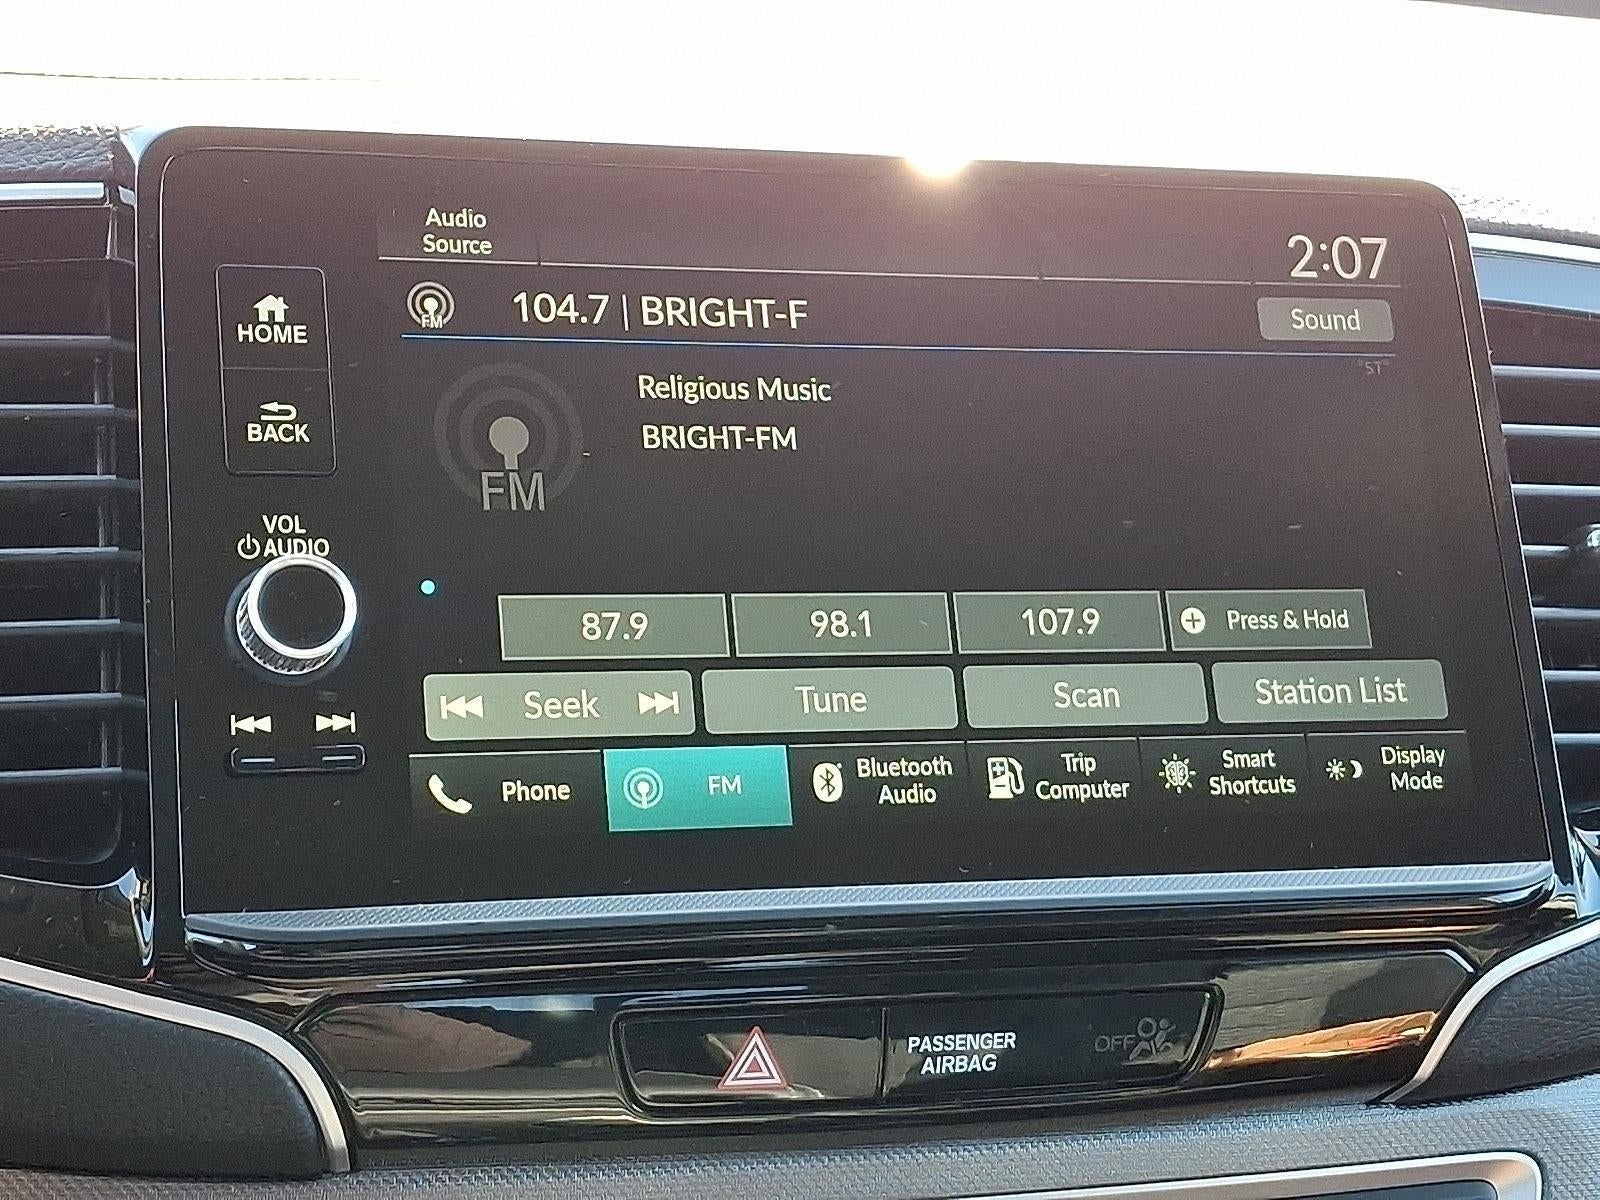 Audio
Source
2:07
FM
104.7 | BRIGHT-F
Sound
"ST"
HOME
Religious Music
BACK
BRIGHT-FM
FM
VOL
AUDIO
87.9
98.1
107.9
+ Press & Hold
Seek
Tune
Scan
Station List
Phone
FM
Bluetooth
Audio
Trip
Computer
Smart
Shortcuts
Display
Mode
PASSENGER
AIRBAG
OFF